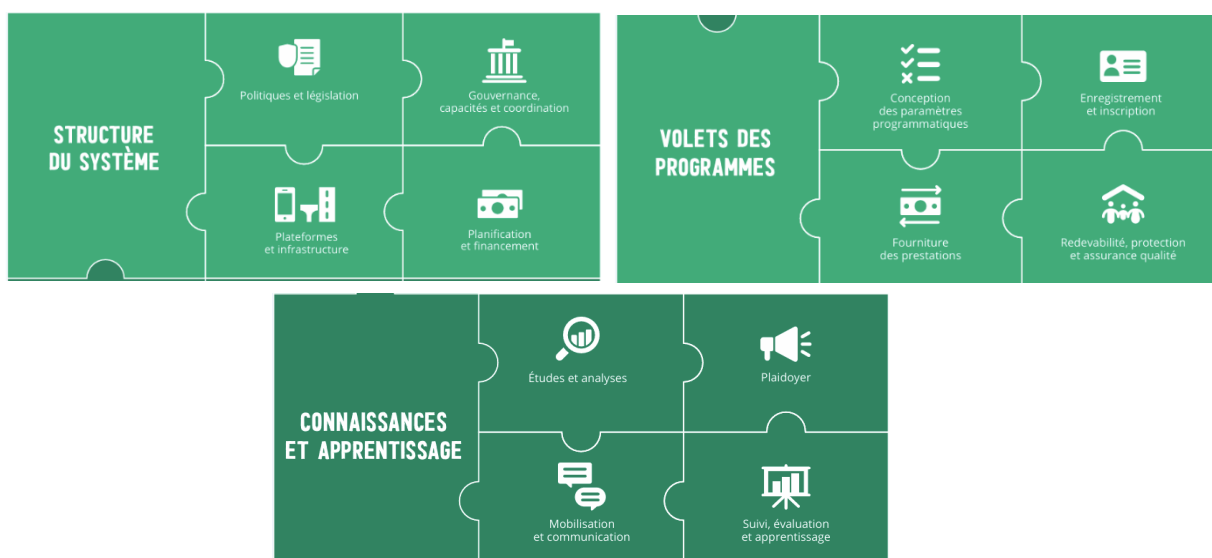 STRUCTURE
DU SYSTÈME
Politiques et législation
Gouvernance,
capacités et coordination
Plateformes
et infrastructure
Planification
et financement
VOLETS DES
PROGRAMMES
Conception
des paramètres
programmatiques
Enregistrement
et inscription
Fourniture
des prestations
Redevabilité, protection
et assurance qualité
CONNAISSANCES
ET APPRENTISSAGE
Études et analyses
Plaidoyer
Mobilisation
et communication
Suivi, évaluation
et apprentissage